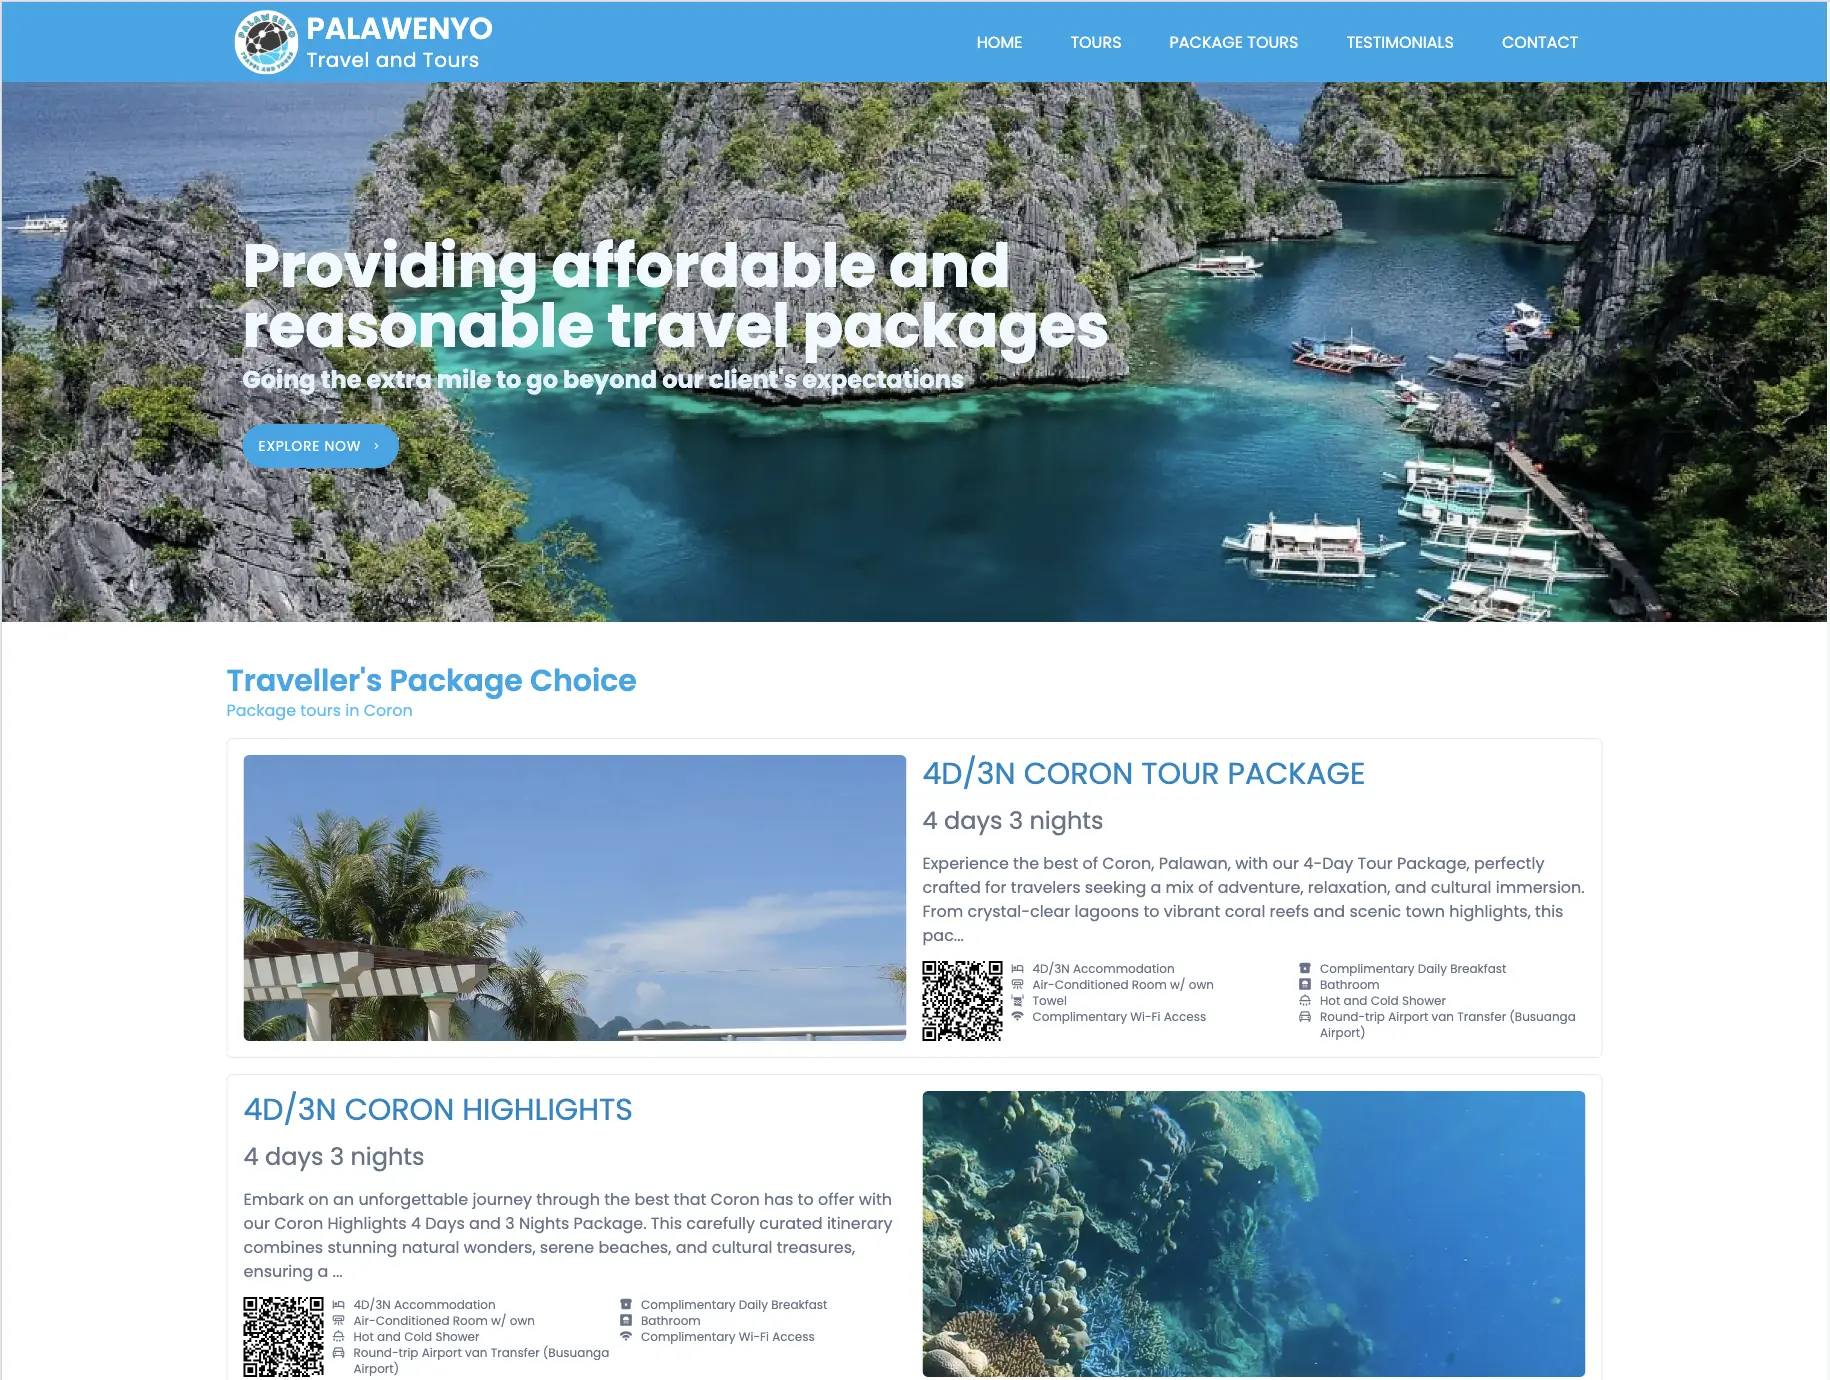 PALAWENYO
Travel and Tours
HOME
TOURS
PACKAGE TOURS
TESTIMONIALS
CONTACT
Providing affordable and
reasonable travel packages
Going the extra mile to go beyond our client's expectations
EXPLORE NOW
Traveller's Package Choice
Package tours in Coron
4D/3N CORON TOUR PACKAGE
4 days 3 nights
Experience the best of Coron, Palawan, with our 4-Day Tour Package, perfectly
crafted for travelers seeking a mix of adventure, relaxation, and cultural immersion.
From crystal-clear lagoons to vibrant coral reefs and scenic town highlights, this
pac...
4D/3N Accommodation
Air-Conditioned Room w/ own
Towel
Complimentary Wi-Fi Access
Complimentary Daily Breakfast
Bathroom
Hot and Cold Shower
Round-trip Airport van Transfer (Busuanga
Airport)
4D/3N CORON HIGHLIGHTS
4 days 3 nights
Embark on an unforgettable journey through the best that Coron has to offer with
our Coron Highlights 4 Days and 3 Nights Package. This carefully curated itinerary
combines stunning natural wonders, serene beaches, and cultural treasures,
ensuring a ...
4D/3N Accommodation
Air-Conditioned Room w/ own
Hot and Cold Shower
Round-trip Airport van Transfer (Busuanga
Airport)
Complimentary Daily Breakfast
Bathroom
Complimentary Wi-Fi Access